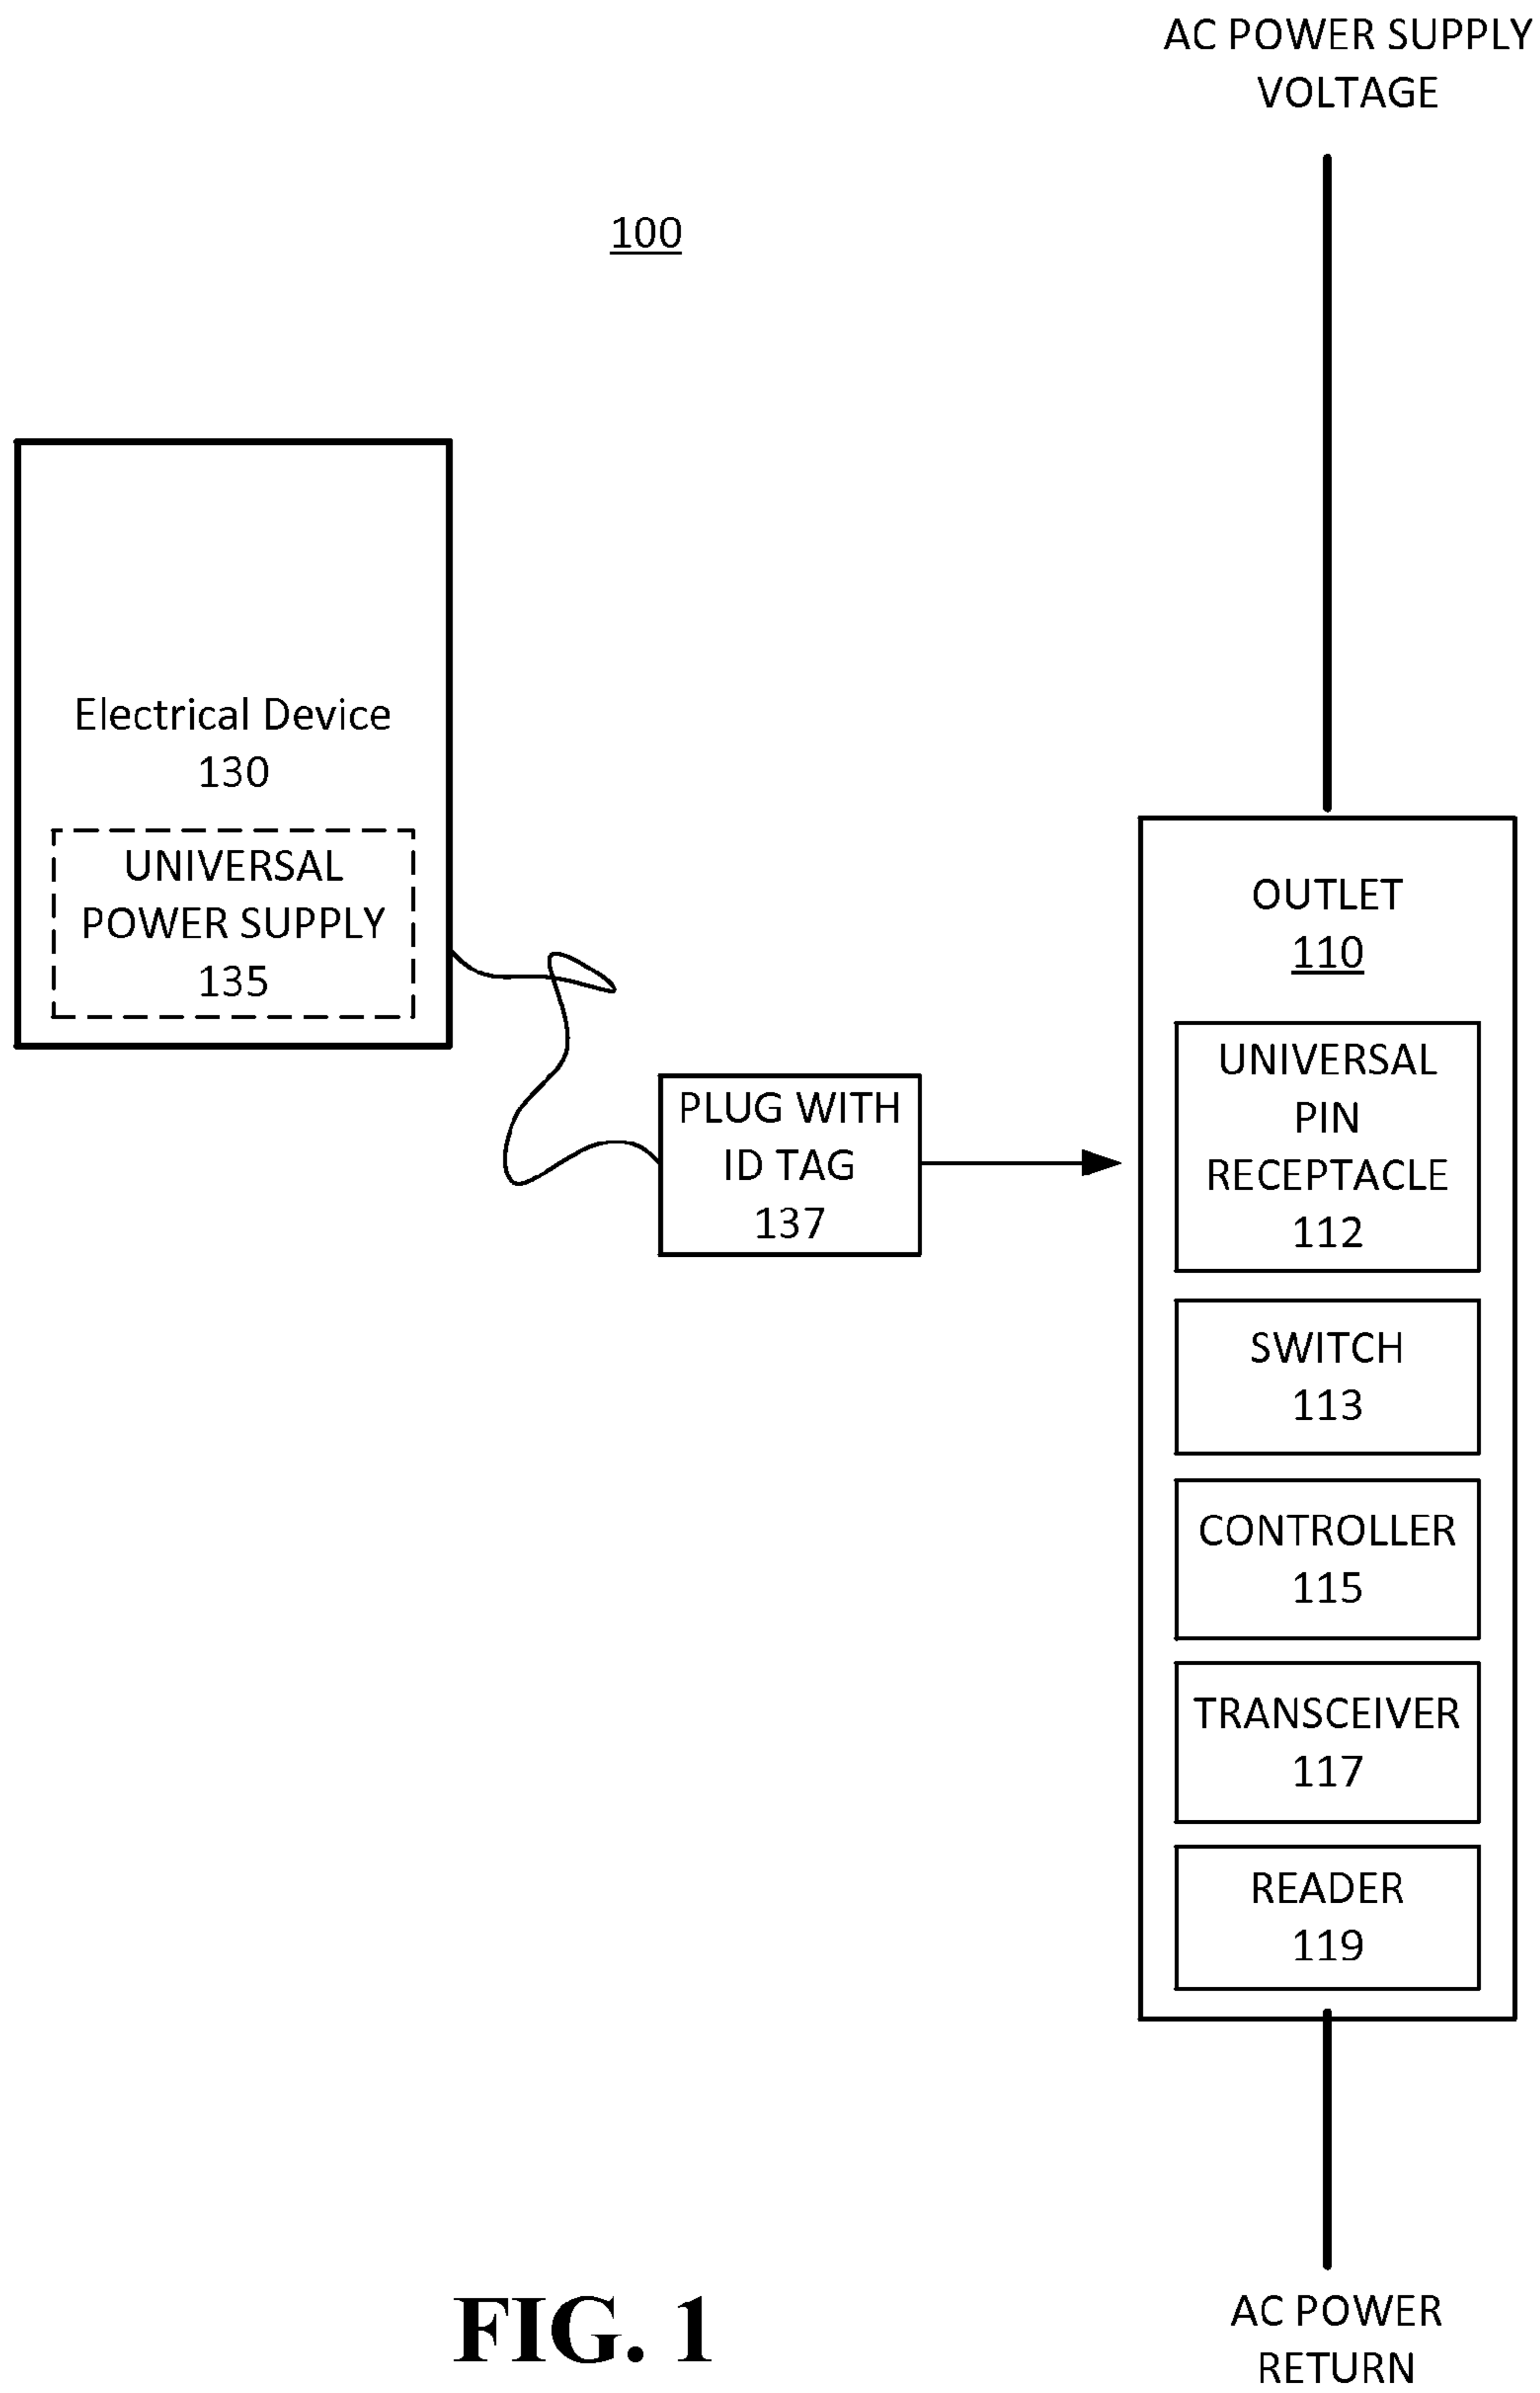 AC POWER SUPPLY
VOLTAGE
100
Electrical Device
130
UNIVERSAL
POWER SUPPLY
135
PLUG WITH
ID TAG
137
OUTLET
110
UNIVERSAL
PIN
RECEPTACLE
112
SWITCH
113
CONTROLLER
115
TRANSCEIVER
117
READER
119
AC POWER
RETURN
FIG. 1